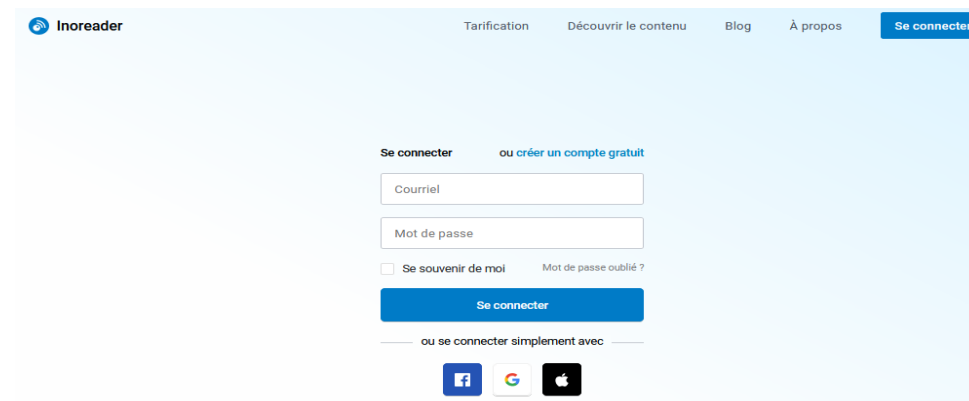 Inoreader Tarification Découvrir le contenu Blog À propos Se connecter
Se connecter ou créer un compte gratuit
Courriel
Mot de passe
Se souvenir de moi Mot de passe oublié ?
Se connecter
ou se connecter simplement avec